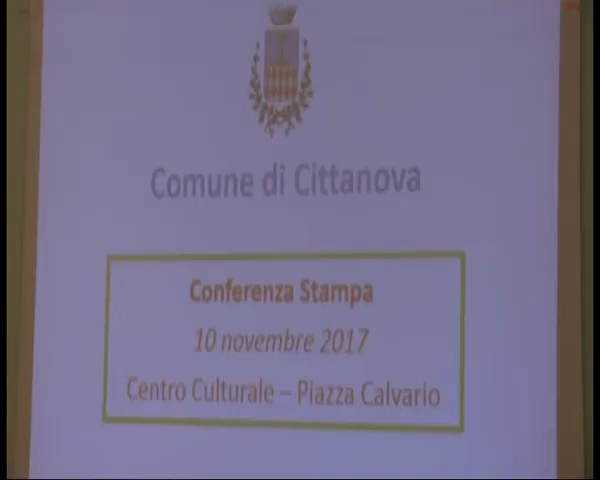 Comune di Cittanova
Conferenza Stampa
10 novembre 2017
Centro Culturale – Piazza Calvario